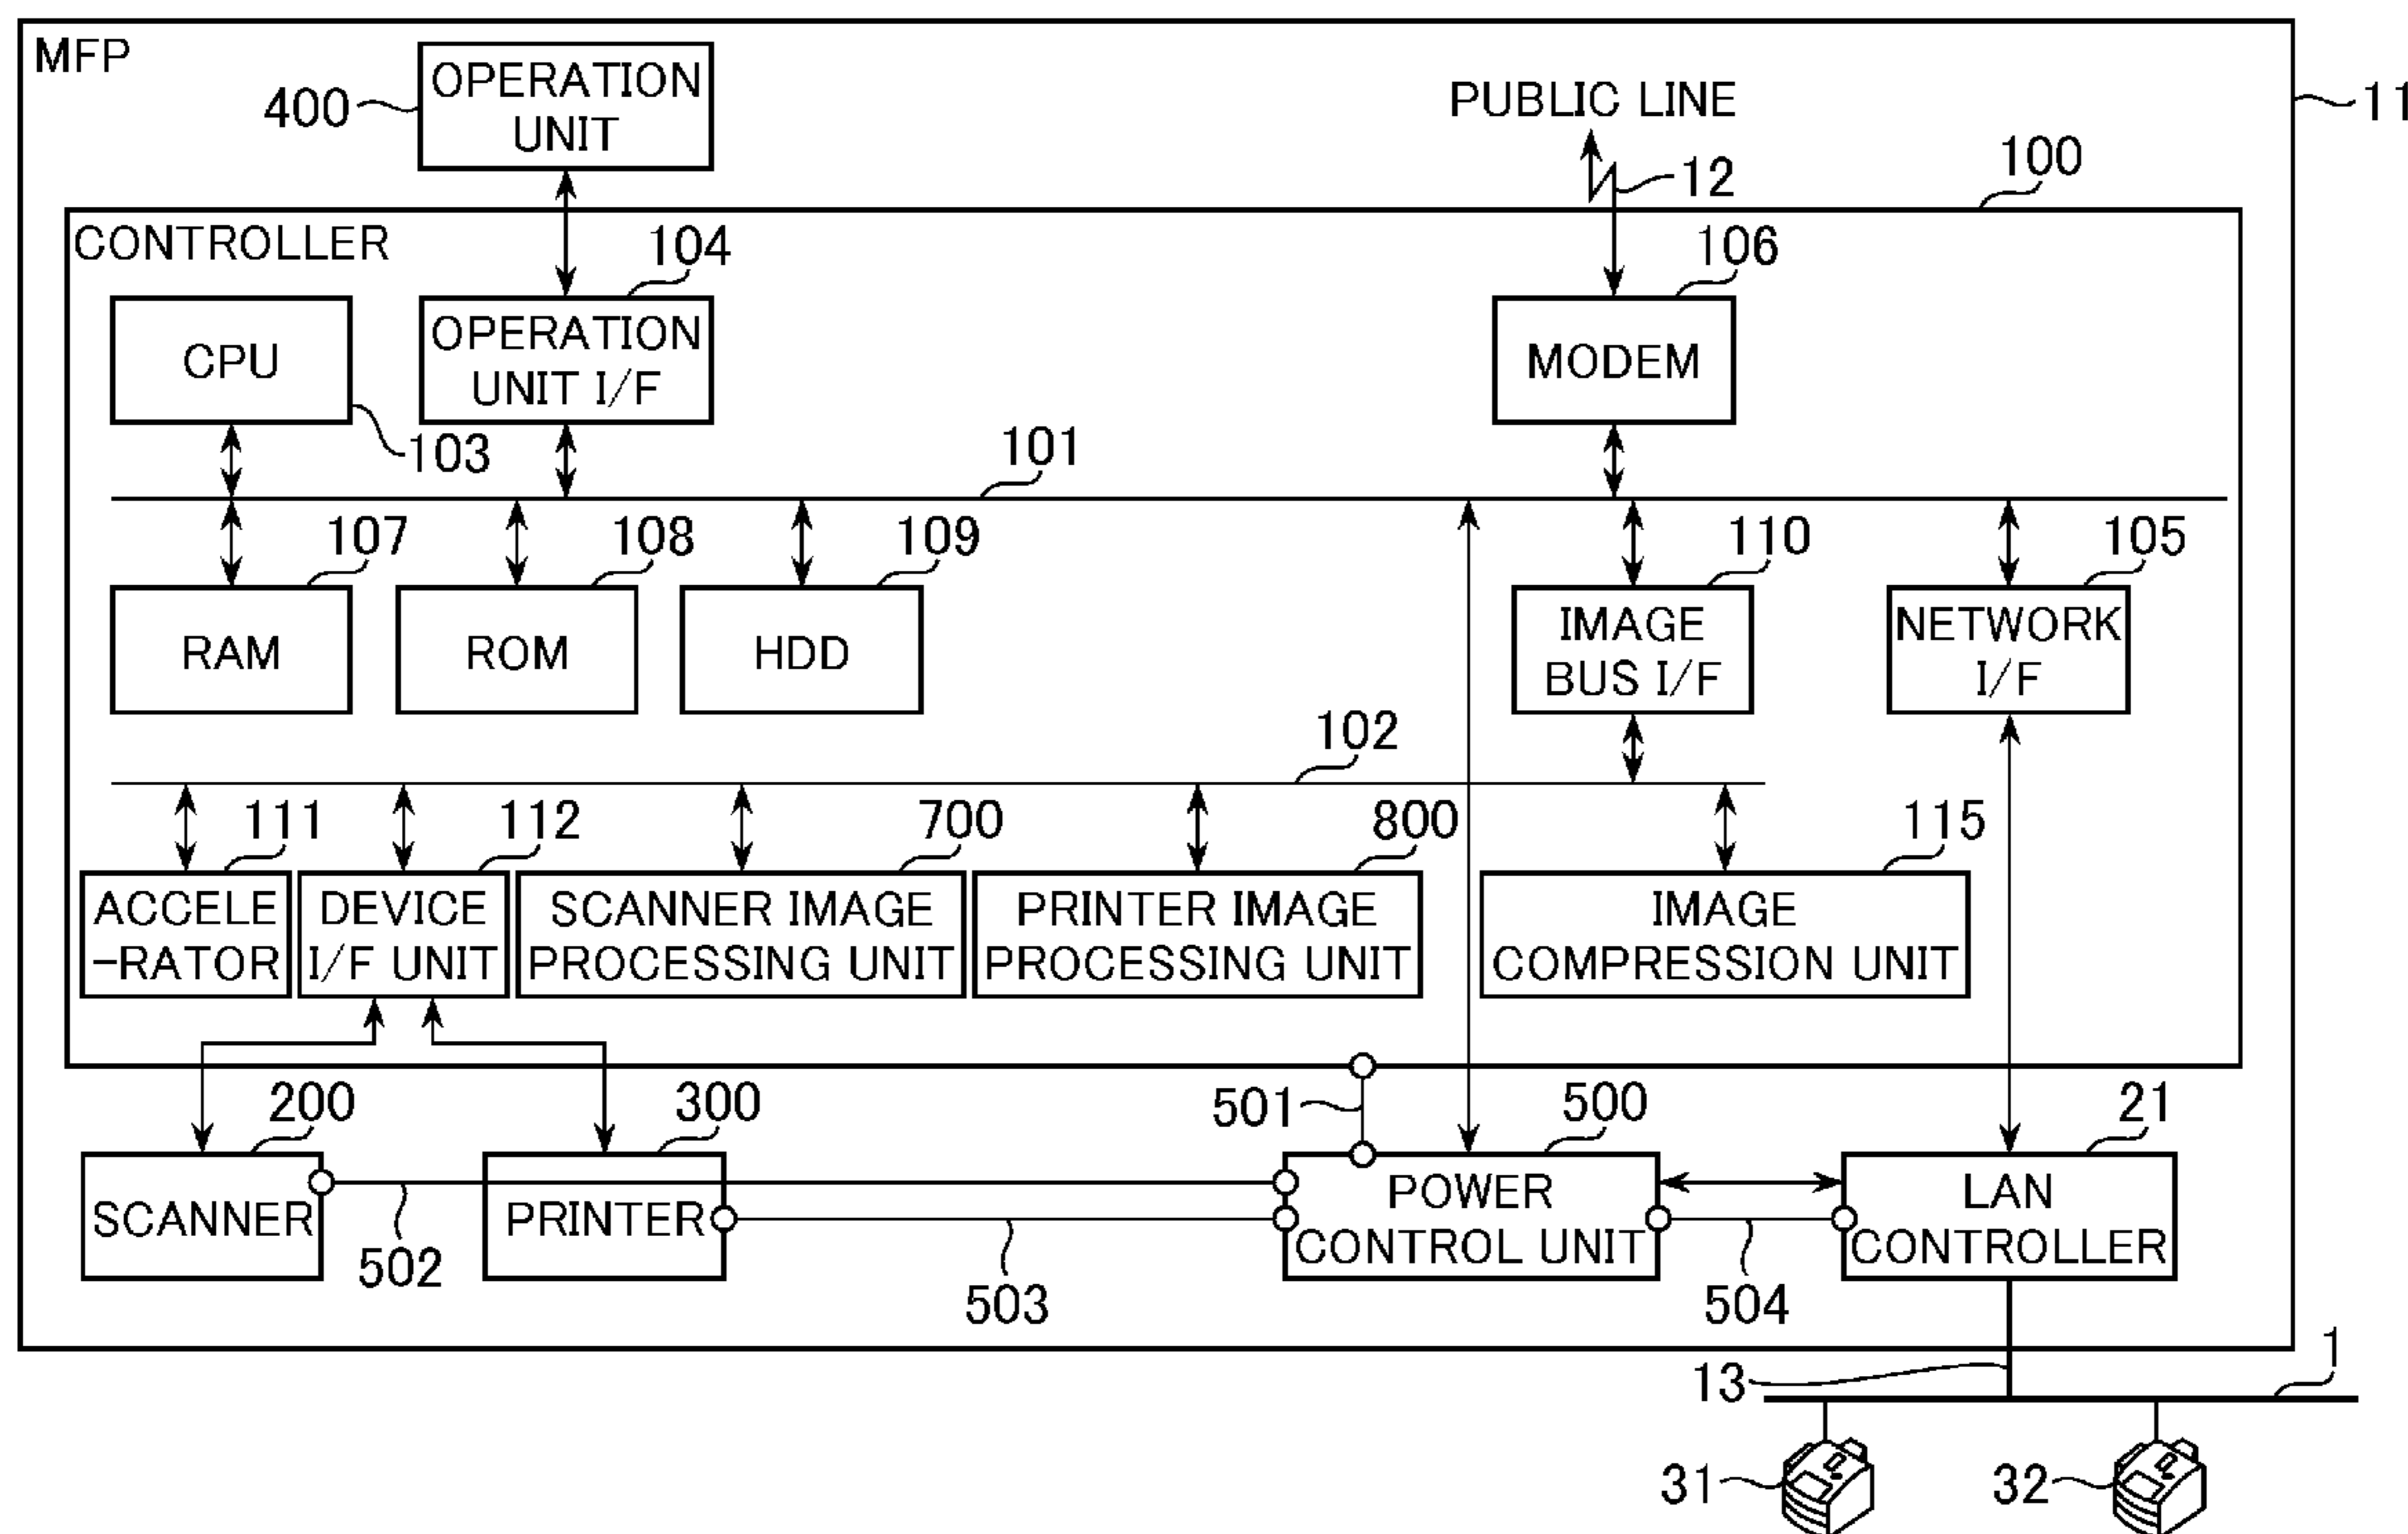 MFP
OPERATION
UNIT
400
PUBLIC LINE
11
12
100
CONTROLLER
104
106
CPU
OPERATION
UNIT I/F
MODEM
103
101
107
108
109
110
105
RAM
ROM
HDD
IMAGE
BUS I/F
NETWORK
I/F
102
111
112
700
800
115
ACCELE
-RATOR
DEVICE
I/F UNIT
SCANNER IMAGE
PROCESSING UNIT
PRINTER IMAGE
PROCESSING UNIT
IMAGE
COMPRESSION UNIT
200
300
501
500
21
SCANNER
PRINTER
POWER
CONTROL UNIT
LAN
CONTROLLER
502
503
504
13
1
31
32